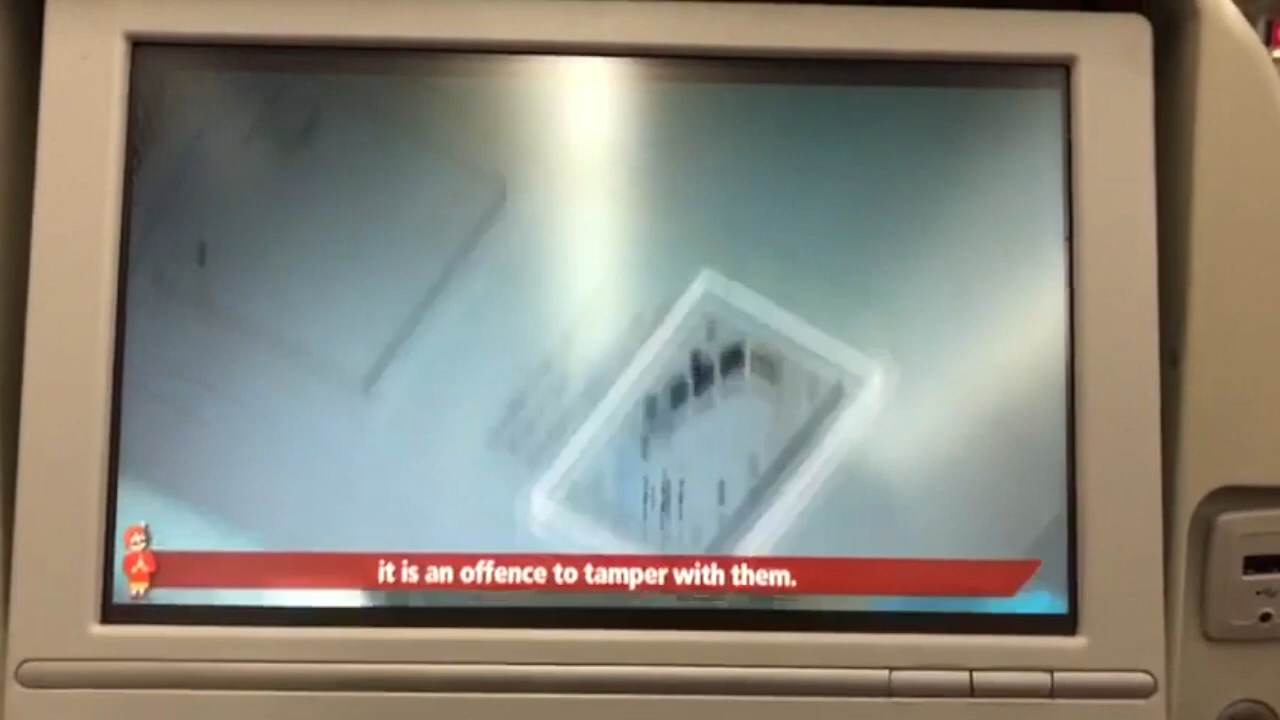 it is an offence to tamper with them.